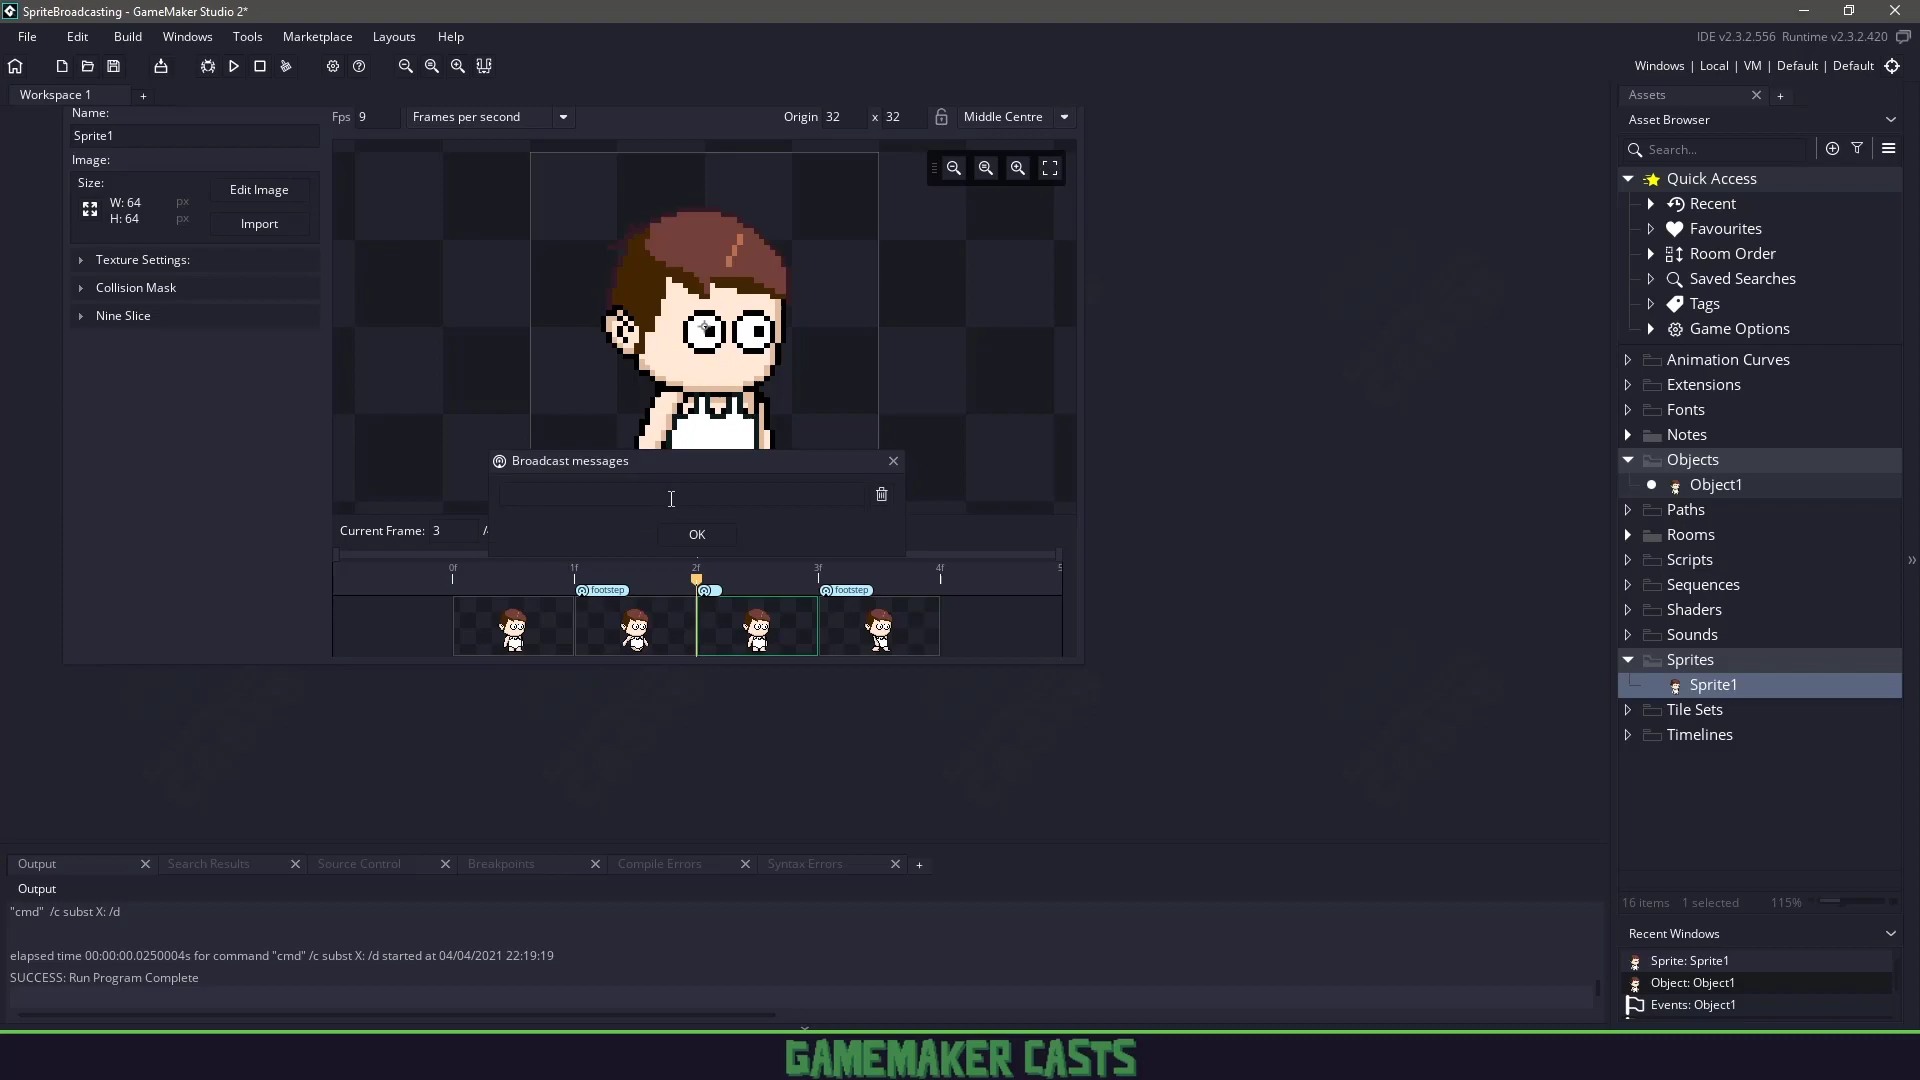 SpriteBroadcasting - GameMaker Studio 2*
File Edit Build Windows Tools Marketplace Layouts Help
IDE v2.3.2.556 Runtime v2.3.2.420
Windows | Local | VM | Default | Default
Workspace 1
Name:
Sprite1
Image:
Size:
W: 64 px
H: 64 px
Edit Image
Import
Texture Settings:
Collision Mask
Nine Slice
Fps 9 Frames per second
Origin 32 x 32 Middle Centre
Broadcast messages
OK
Current Frame: 3 /
0f 1f 2f 3f 4f 5
footstep footstep
Assets
Asset Browser
Search...
Quick Access
Recent
Favourites
Room Order
Saved Searches
Tags
Game Options
Animation Curves
Extensions
Fonts
Notes
Objects
Object1
Paths
Rooms
Scripts
Sequences
Shaders
Sounds
Sprites
Sprite1
Tile Sets
Timelines
16 items 1 selected 115%
Recent Windows
Sprite: Sprite1
Object: Object1
Events: Object1
Output Search Results Source Control Breakpoints Compile Errors Syntax Errors
Output
"cmd" /c subst X: /d
elapsed time 00:00:00.0250004s for command "cmd" /c subst X: /d started at 04/04/2021 22:19:19
SUCCESS: Run Program Complete
GAMEMAKER CASTS